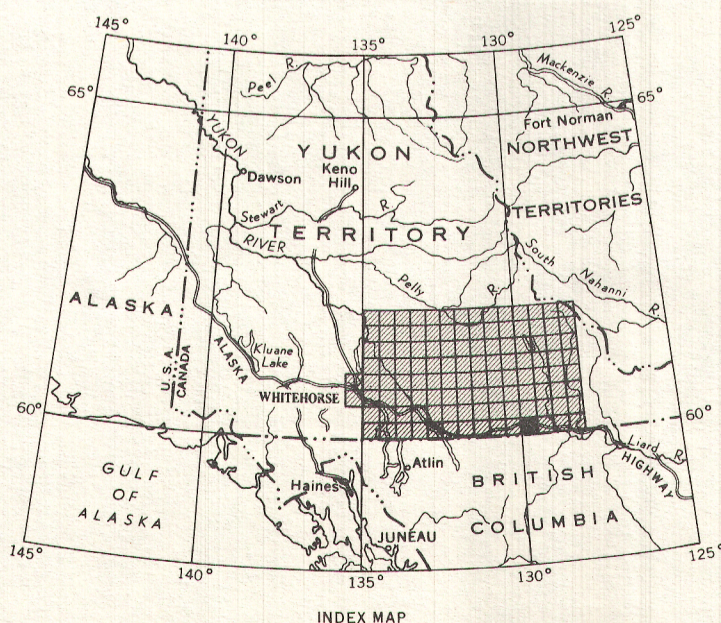 145°
140°
135°
130°
125°
65°
Peel R.
Mackenzie R.
65°
Fort Norman
YUKON
YUKON
NORTHWEST
Keno
Hill
Dawson
Stewart R.
TERRITORIES
TERRITORY
RIVER
South Nahanni R.
Pelly R.
ALASKA
U.S.A.
CANADA
ALASKA
Kluane
Lake
WHITEHORSE
60°
60°
Liard R.
HIGHWAY
Atlin
BRITISH
GULF
OF
ALASKA
Haines
COLUMBIA
JUNEAU
145°
140°
135°
130°
125°
INDEX MAP